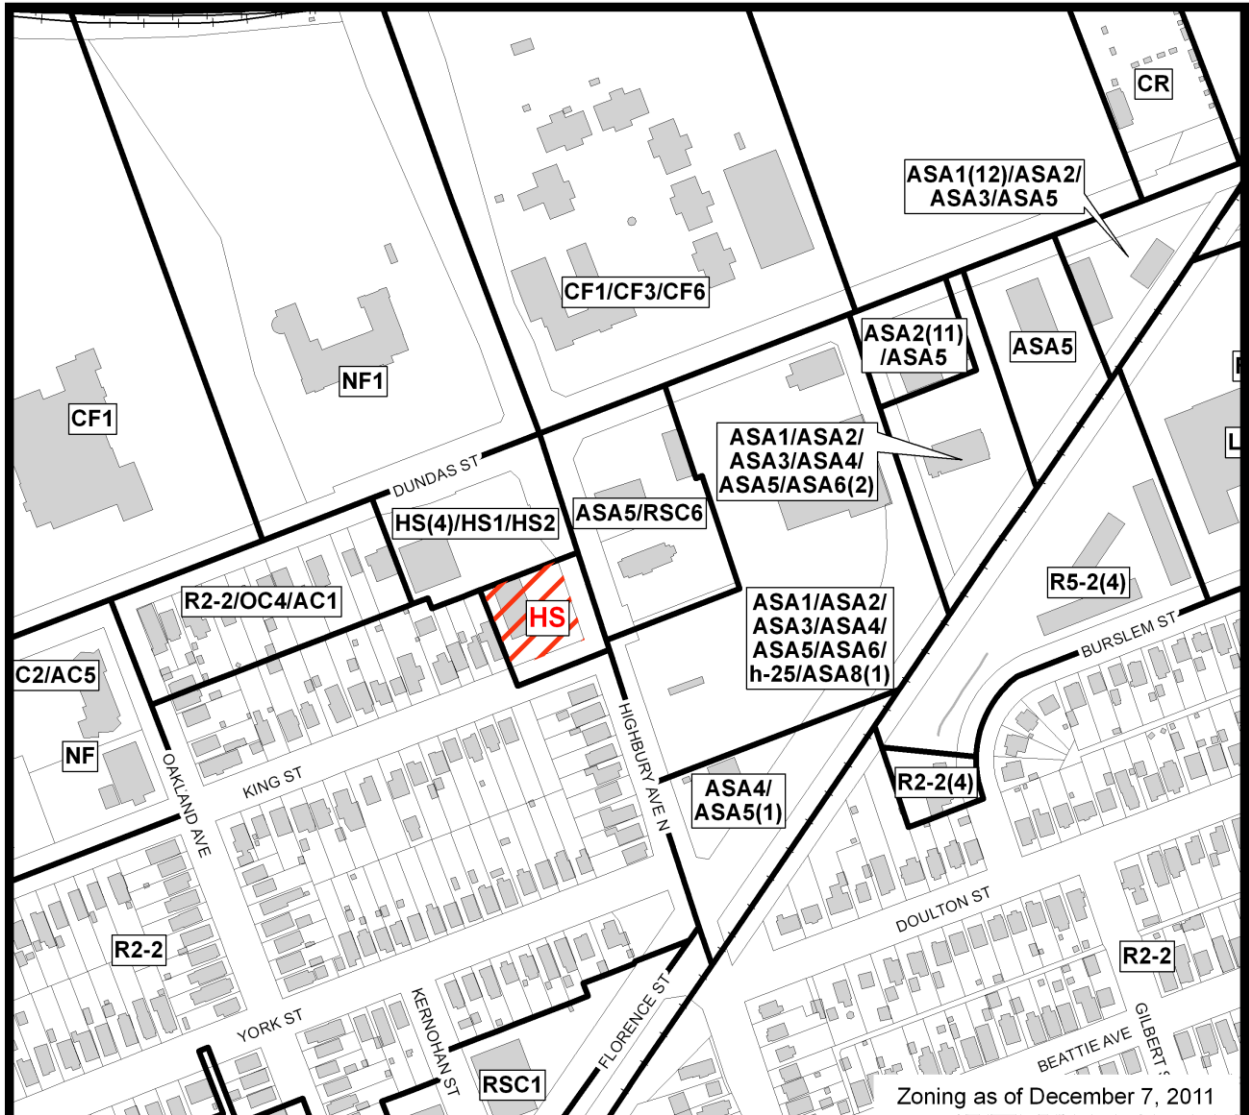 CR
ASA1(12)/ASA2/
ASA3/ASA5
CF1/CF3/CF6
ASA2(11)
/ASA5
ASA5
NF1
CF1
ASA1/ASA2/
ASA3/ASA4/
ASA5/ASA6(2)
L
DUNDAS ST
HS(4)/HS1/HS2
ASA5/RSC6
R2-2/OC4/AC1
HS
R5-2(4)
ASA1/ASA2/
ASA3/ASA4/
ASA5/ASA6/
h-25/ASA8(1)
BURSLEM ST
C2/AC5
NF
OAKLAND AVE
KING ST
HIGHBURY AVE N
ASA4/
ASA5(1)
R2-2(4)
DOULTON ST
R2-2
R2-2
YORK ST
KERNOHAN ST
FLORENCE ST
GILBERT S
BEATTIE AVE
RSC1
Zoning as of December 7, 2011